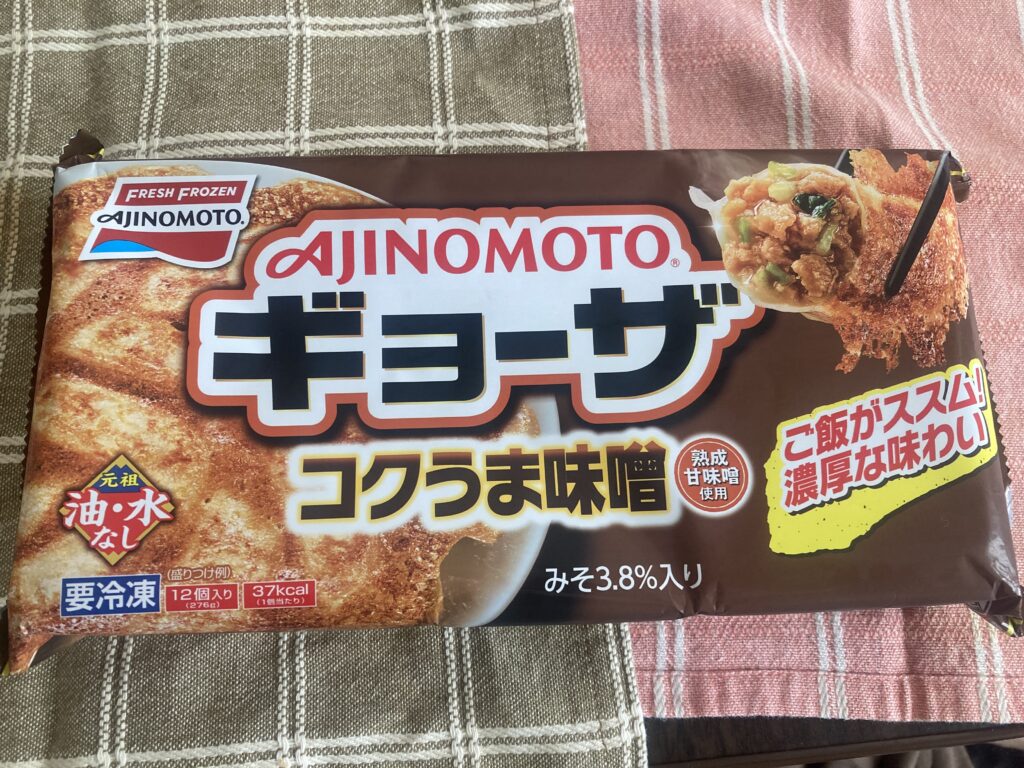 FRESH FROZEN
AJINOMOTO.
AJINOMOTO®
ギョーザ
コクうま味噌
熟成
甘味噌
使用
ご飯がススム!
濃厚な味わい
元祖
油・水
なし
みそ3.8%入り
要冷凍
(盛りつけ例)
12個入り
(276g)
37kcal
(1個当たり)